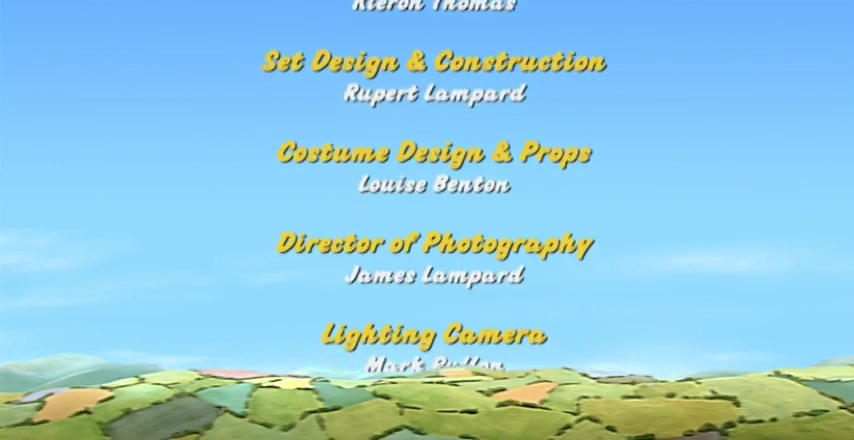 Kieron Thomas
Set Design & Construction
Rupert Lampard
Costume Design & Props
Louise Benton
Director of Photography
James Lampard
Lighting Camera
Mark